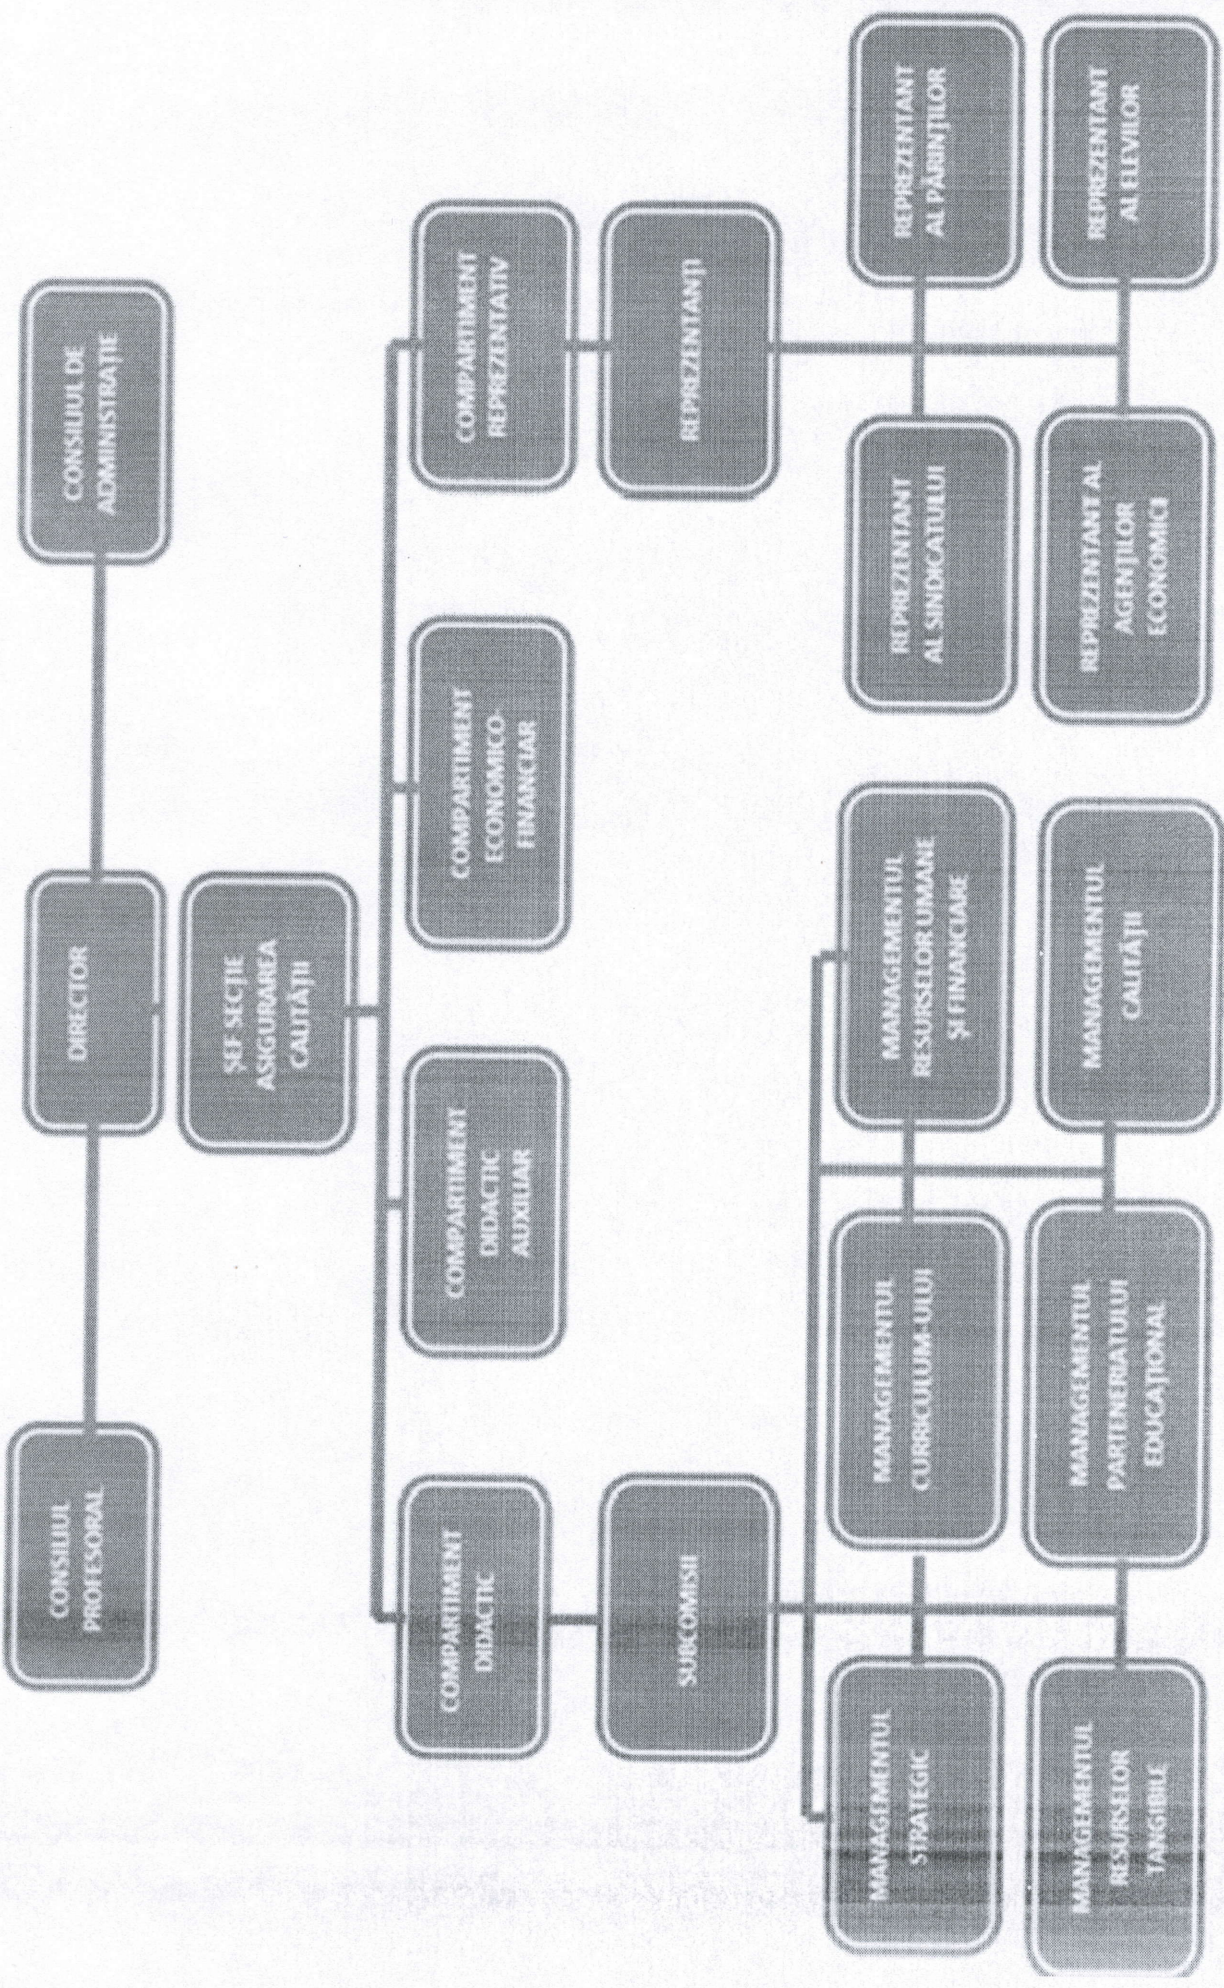 CONSILIUL
PROFESORAL
DIRECTOR
CONSILIUL DE
ADMINISTRAȚIE
ȘEF SECȚIE
ASIGURAREA
CALITĂȚII
COMPARTIMENT
DIDACTIC
COMPARTIMENT
DIDACTIC
AUXILIAR
COMPARTIMENT
ECONOMICO-
FINANCIAR
COMPARTIMENT
REPREZENTATIV
SUBCOMISII
REPREZENTANȚI
MANAGEMENTUL
STRATEGIC
MANAGEMENTUL
CURRICULUM-ULUI
MANAGEMENTUL
RESURSELOR UMANE
ȘI FINANCIARE
REPREZENTANT
AL SINDICATULUI
REPREZENTANT
AL PĂRINȚILOR
MANAGEMENTUL
RESURSELOR
TANGIBILE
MANAGEMENTUL
PARTENERIATULUI
EDUCAȚIONAL
MANAGEMENTUL
CALITĂȚII
REPREZENTANT AL
AGENȚILOR
ECONOMICI
REPREZENTANT
AL ELEVILOR